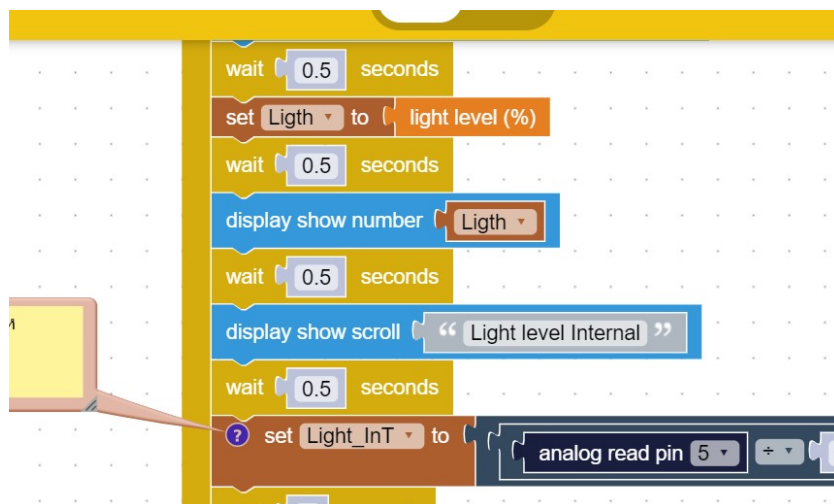 wait 0.5 seconds
set Ligth to light level (%)
wait 0.5 seconds
display show number Ligth
wait 0.5 seconds
display show scroll “ Light level Internal ”
wait 0.5 seconds
? set Light_InT to analog read pin 5 ÷